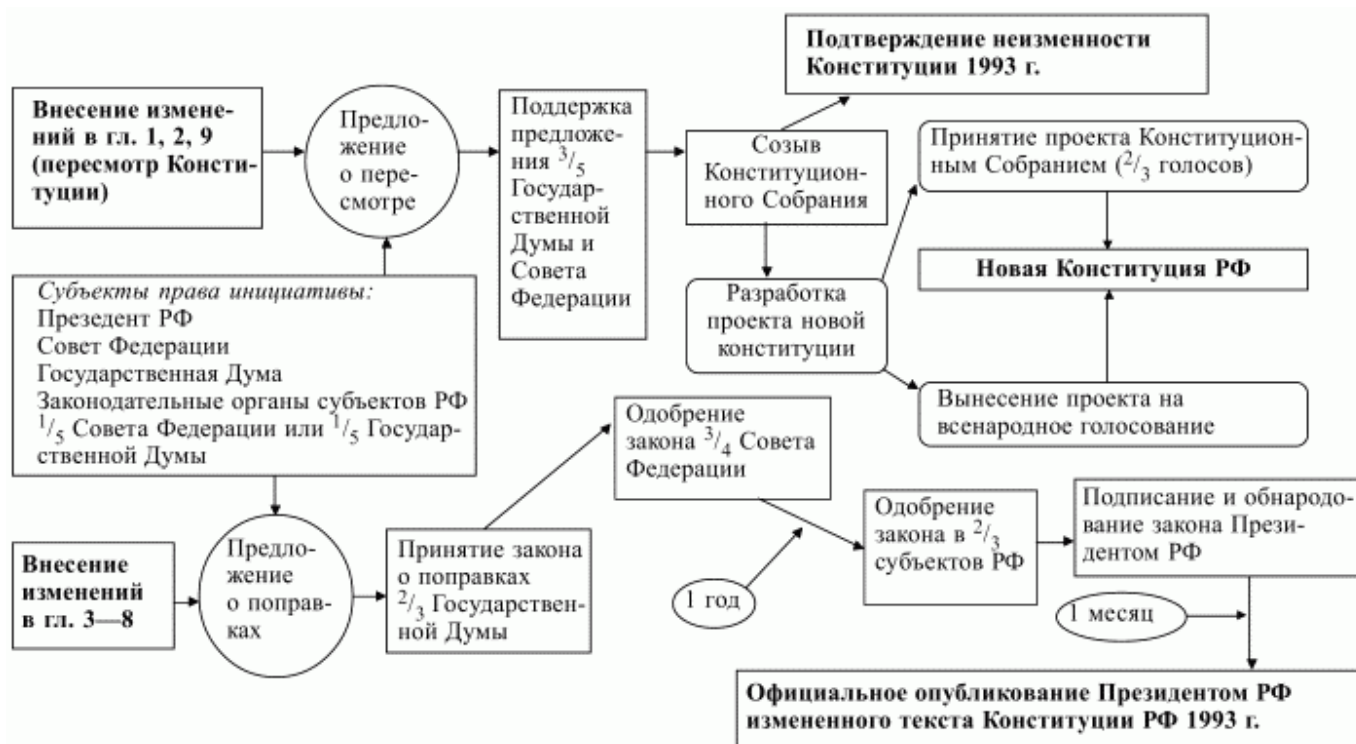 Подтверждение неизменности
Конституции 1993 г.
Внесение измене-
ний в гл. 1, 2, 9
(пересмотр Консти-
туции)
Предло-
жение
о пере-
смотре
Поддержка
предложе-
ния 3/5
Государ-
ственной
Думы и
Совета
Федерации
Созыв
Конституцион-
ного Собрания
Принятие проекта Конституцион-
ным Собранием (2/3 голосов)
Новая Конституция РФ
Разработка
проекта новой
конституции
Вынесение проекта на
всенародное голосование
Субъекты права инициативы:
Презедент РФ
Совет Федерации
Государственная Дума
Законодательные органы субъектов РФ
1/5 Совета Федерации или 1/5 Государ-
ственной Думы
Внесение
изменений
в гл. 3—8
Предло-
жение
о поправ-
ках
Принятие закона
о поправках
2/3 Государствен-
ной Думы
Одобрение
закона 3/4 Совета
Федерации
1 год
Одобрение
закона в 2/3
субъектов РФ
Подписание и обнародо-
ование закона Прези-
дентом РФ
1 месяц
Официальное опубликование Президентом РФ
измененного текста Конституции РФ 1993 г.